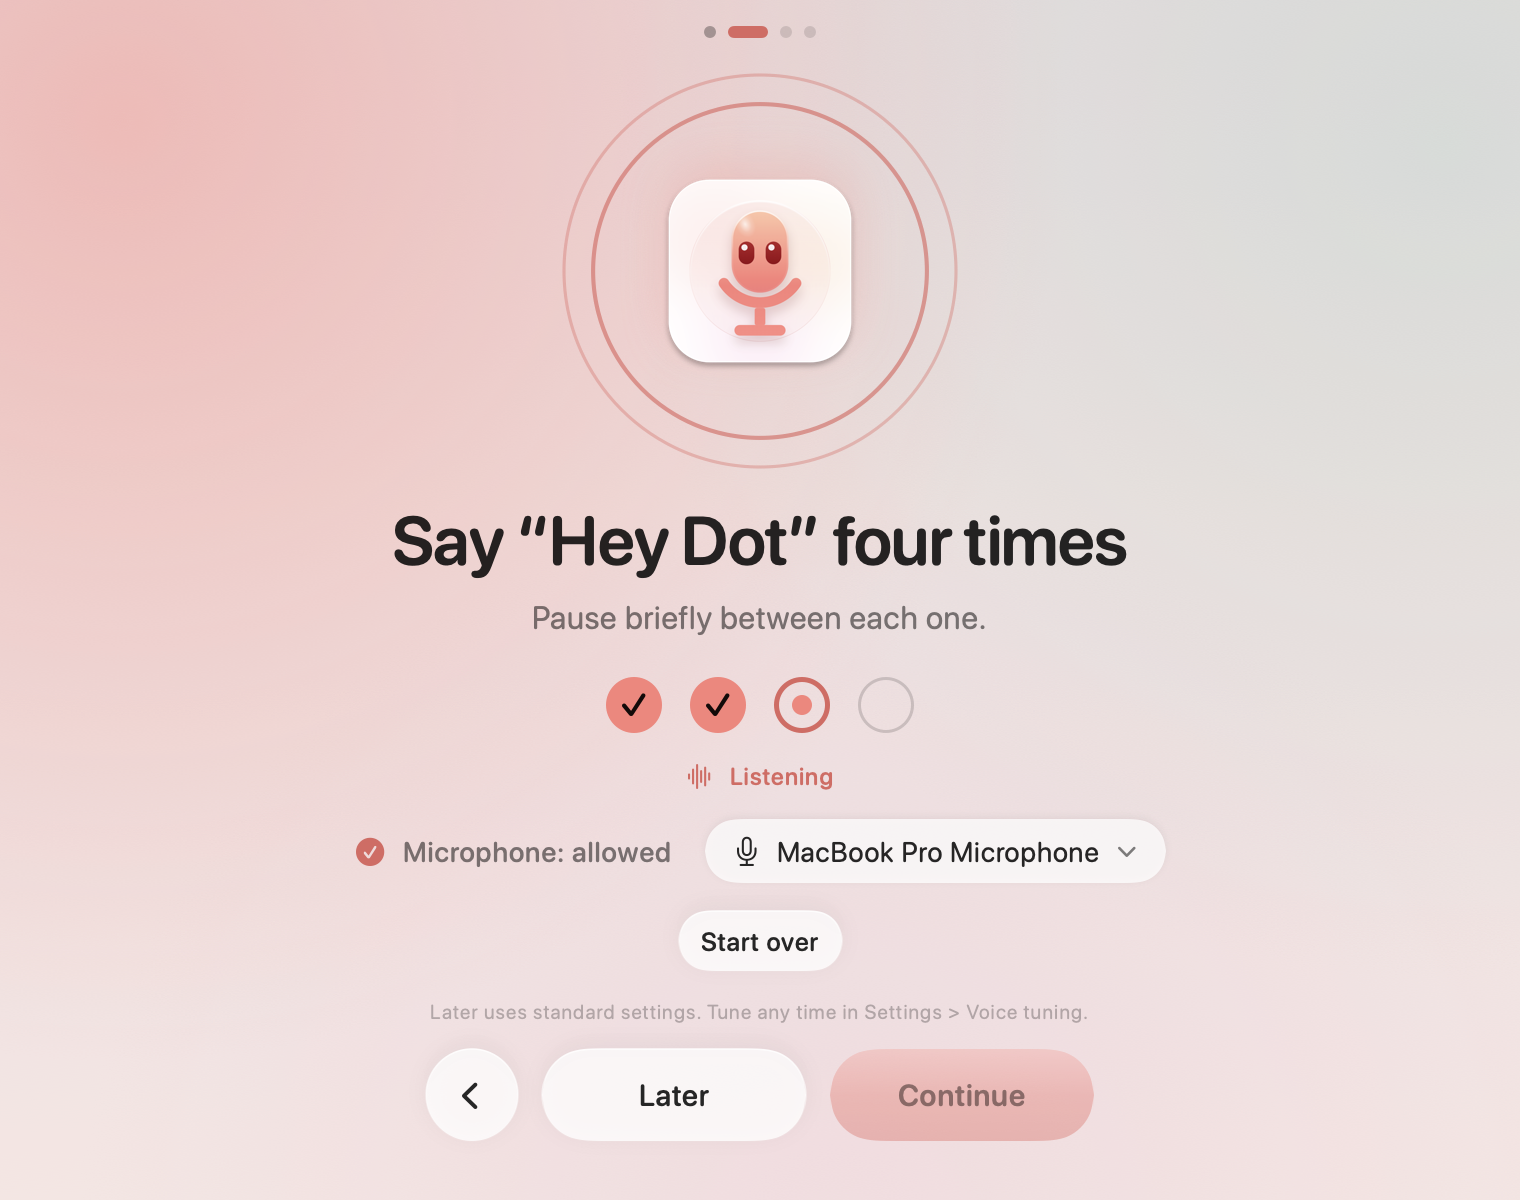 Say “Hey Dot” four times
Pause briefly between each one.
Listening
Microphone: allowed
MacBook Pro Microphone
Start over
Later uses standard settings. Tune any time in Settings > Voice tuning.
Later
Continue